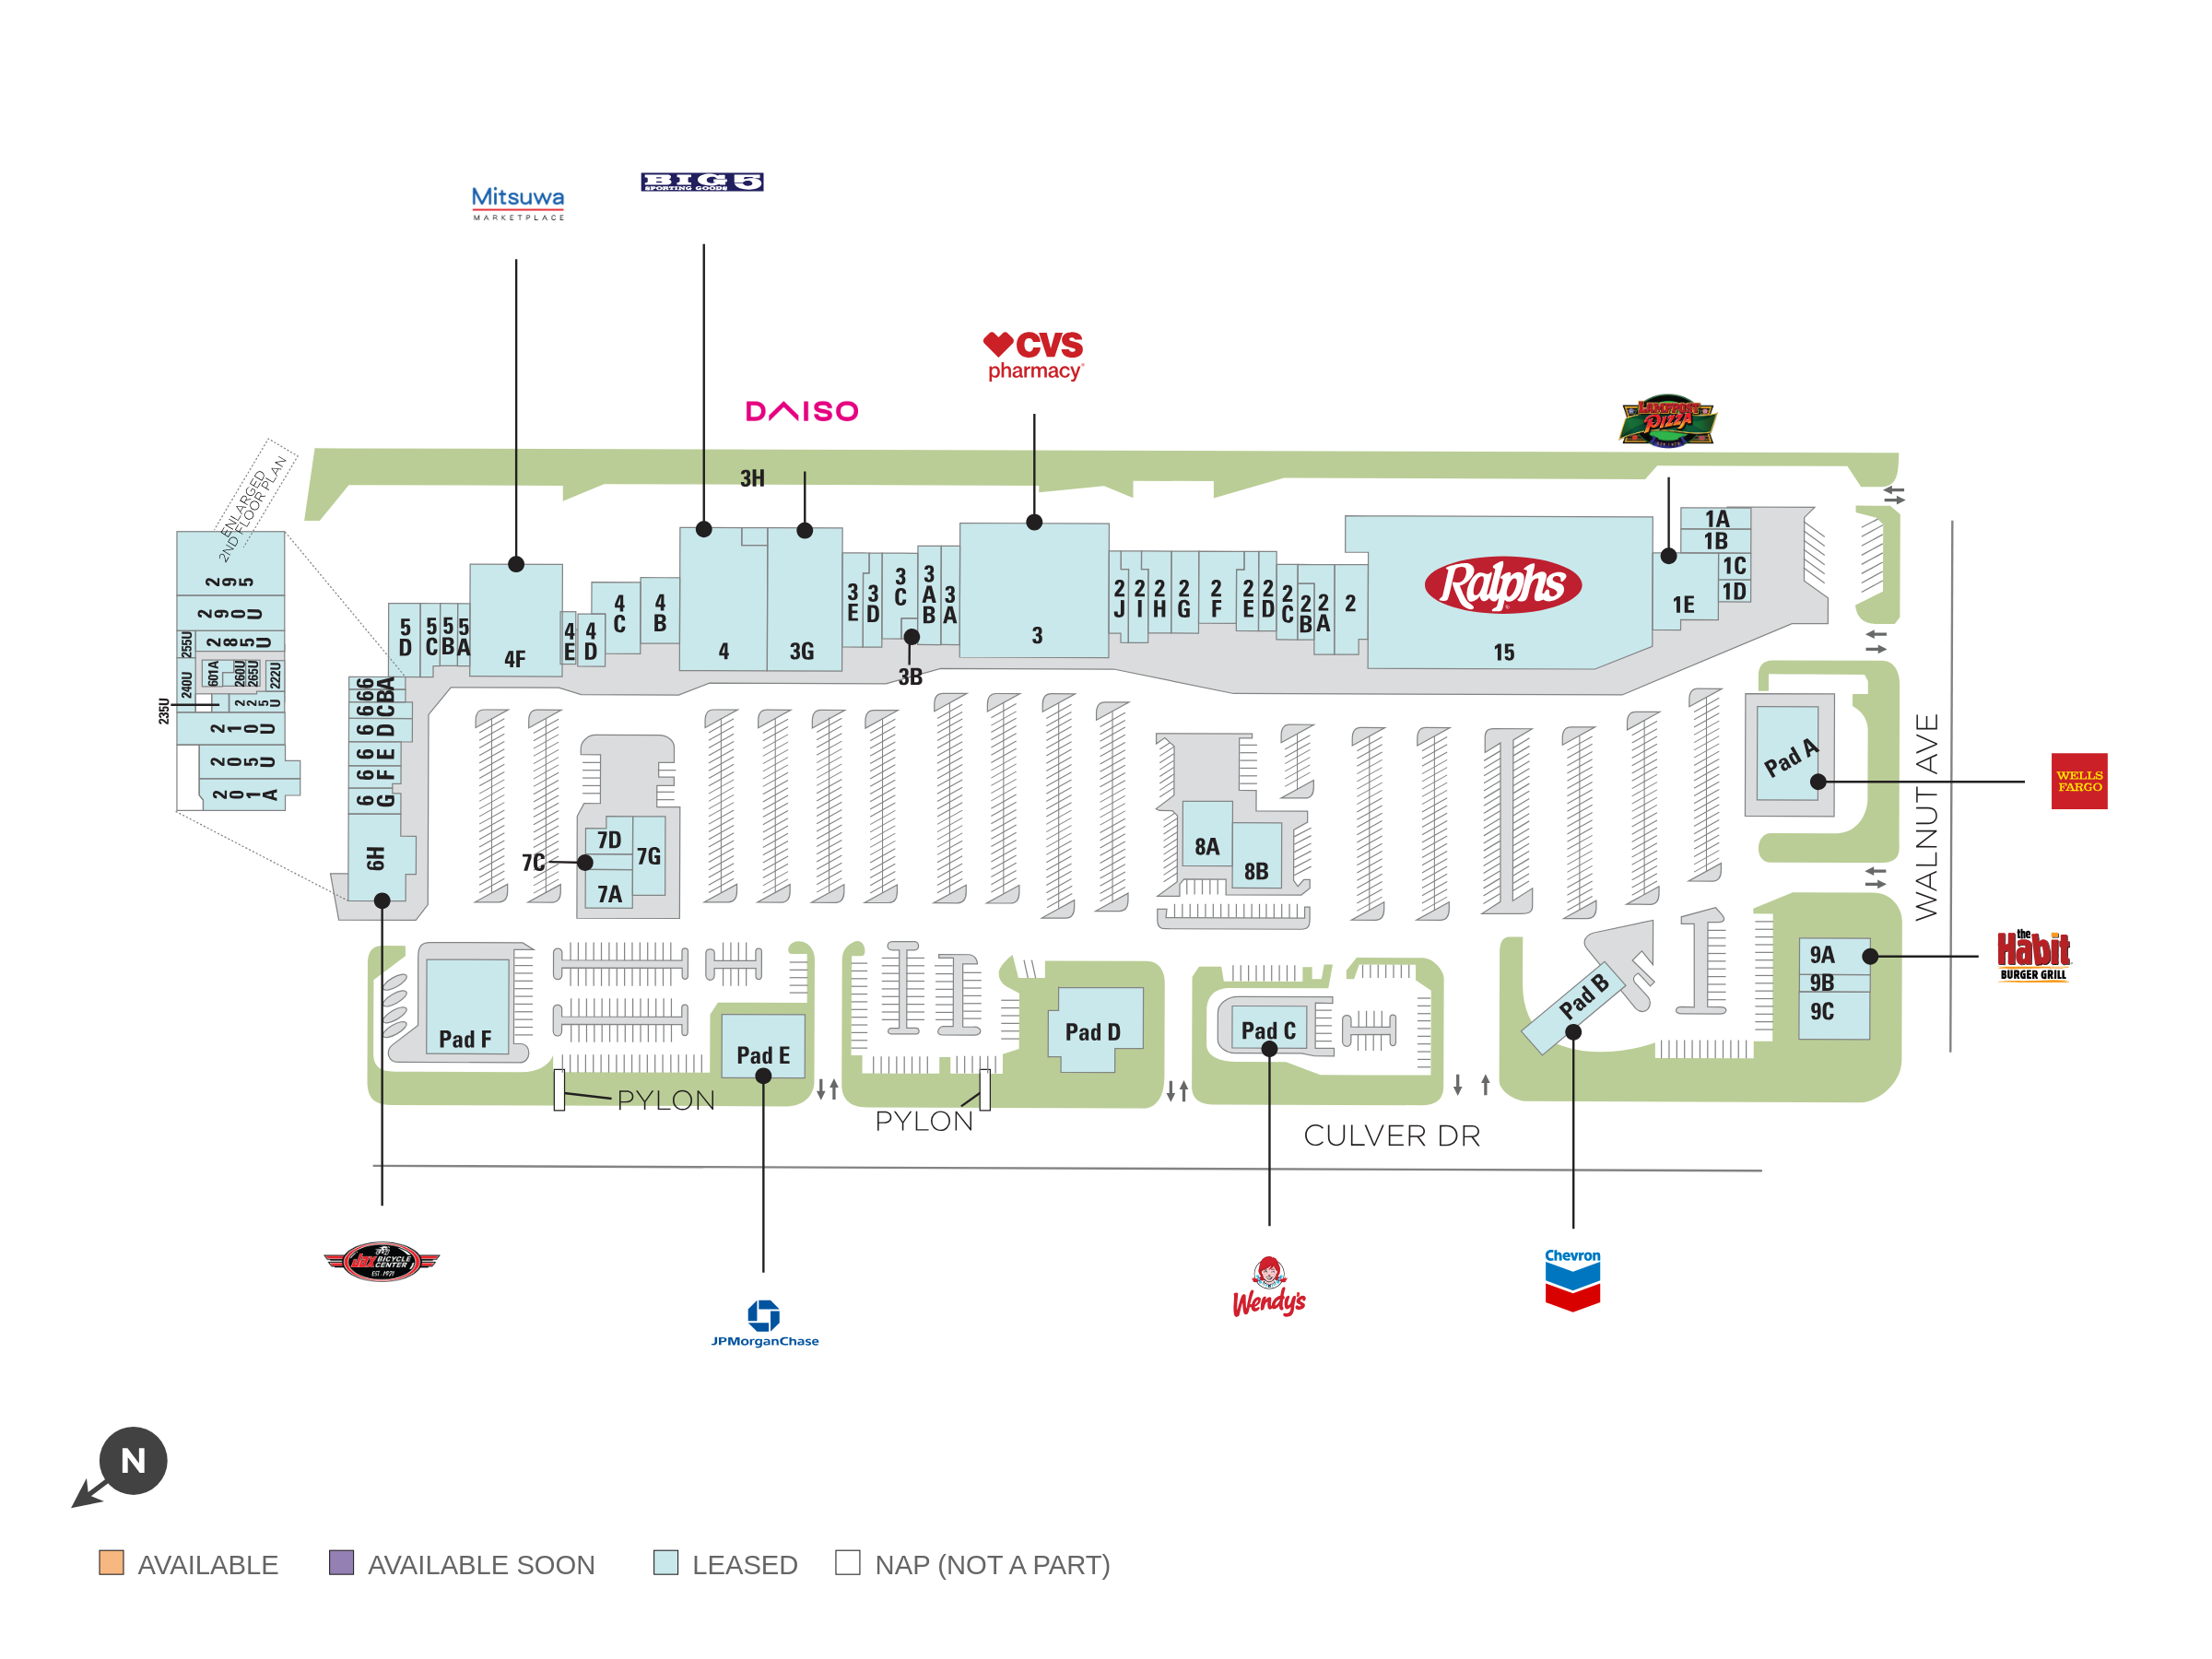 BIG 5
SPORTING GOODS
Mitsuwa
MARKETPLACE
CVS
pharmacy
DAISO
LAMPPOST
PIZZA
3H
ENLARGED
2ND FLOOR PLAN
295
290U
255U
285U
240U
601A
260U
265U
222U
235U
225U
210U
205U
201A
5D
5C
5B
5A
4F
4E
4D
4C
4B
4
3G
3E
3D
3C
3B
3AB
3A
3
2J
2I
2H
2G
2F
2E
2D
2C
2B
2A
2
Ralphs
15
1A
1B
1C
1D
1E
6A
6B
6C
6D
6E
6F
6G
6H
7C
7D
7G
7A
8A
8B
Pad A
WALNUT AVE
WELLS
FARGO
9A
9B
9C
the
Habit
BURGER GRILL
Pad B
Pad C
Pad D
Pad E
Pad F
PYLON
PYLON
CULVER DR
jax
BICYCLE
CENTER
EST 1971
JPMorganChase
Wendy's
Chevron
N
AVAILABLE
AVAILABLE SOON
LEASED
NAP (NOT A PART)